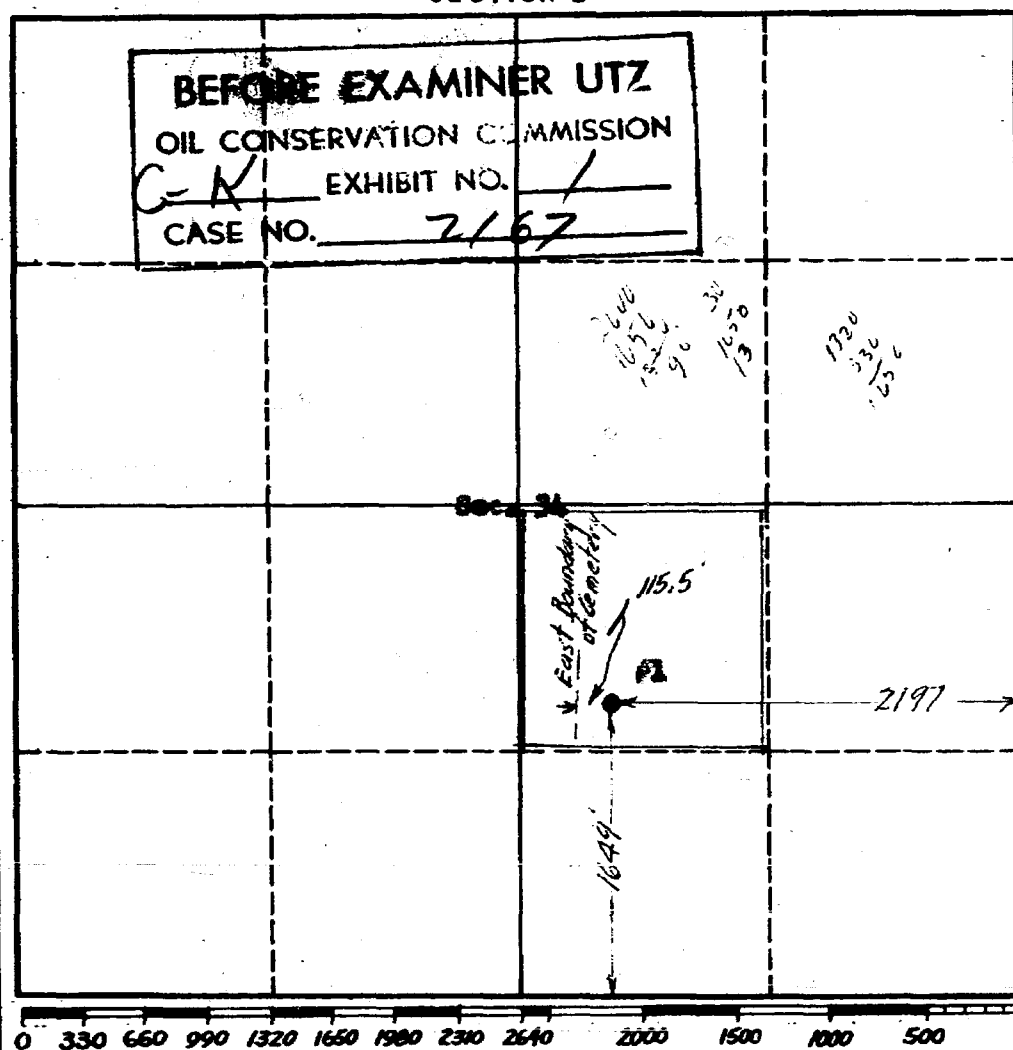 BEFORE EXAMINER UTZ
OIL CONSERVATION COMMISSION
C-K EXHIBIT NO. 1
CASE NO. 2167
1320
Sec. 34
East Boundary
of Cemetery
115.5'
#1
2197
1649'
0 330 660 990 1320 1650 1980 2310 2640 2000 1500 1000 500